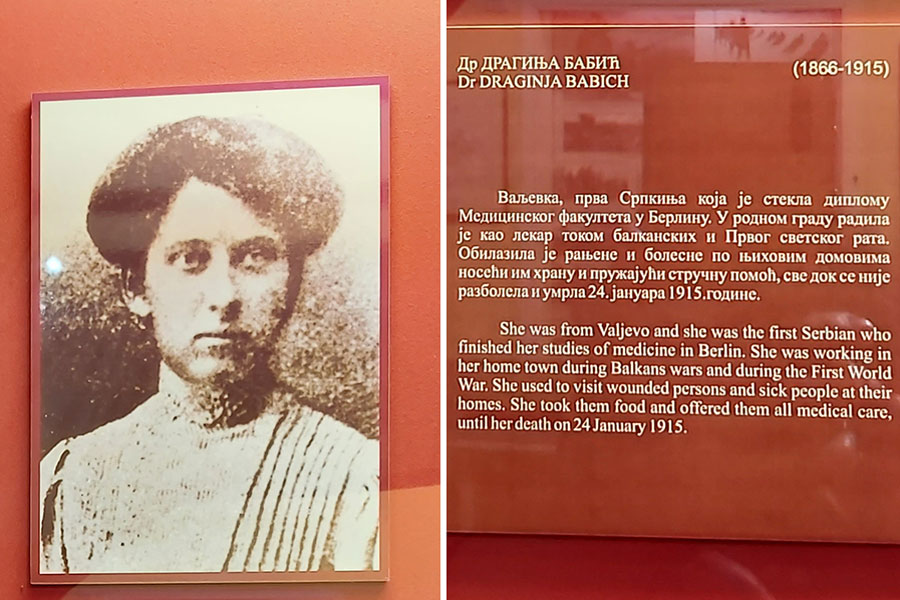 Др ДРАГИЊА БАБИЋ (1866-1915)
Dr DRAGINJA BABICH
Ваљевка, прва Српкиња која је стекла диплому
Медицинског факултета у Берлину. У родном граду радила
је као лекар током балканских и Првог светског рата.
Обилазила је рањене и болесне по њиховим домовима
носећи им храну и пружајући стручну помоћ, све док се није
разболела и умрла 24. јануара 1915.године.
She was from Valjevo and she was the first Serbian who
finished her studies of medicine in Berlin. She was working in
her home town during Balkans wars and during the First World
War. She used to visit wounded persons and sick people at their
homes. She took them food and offered them all medical care,
until her death on 24 January 1915.